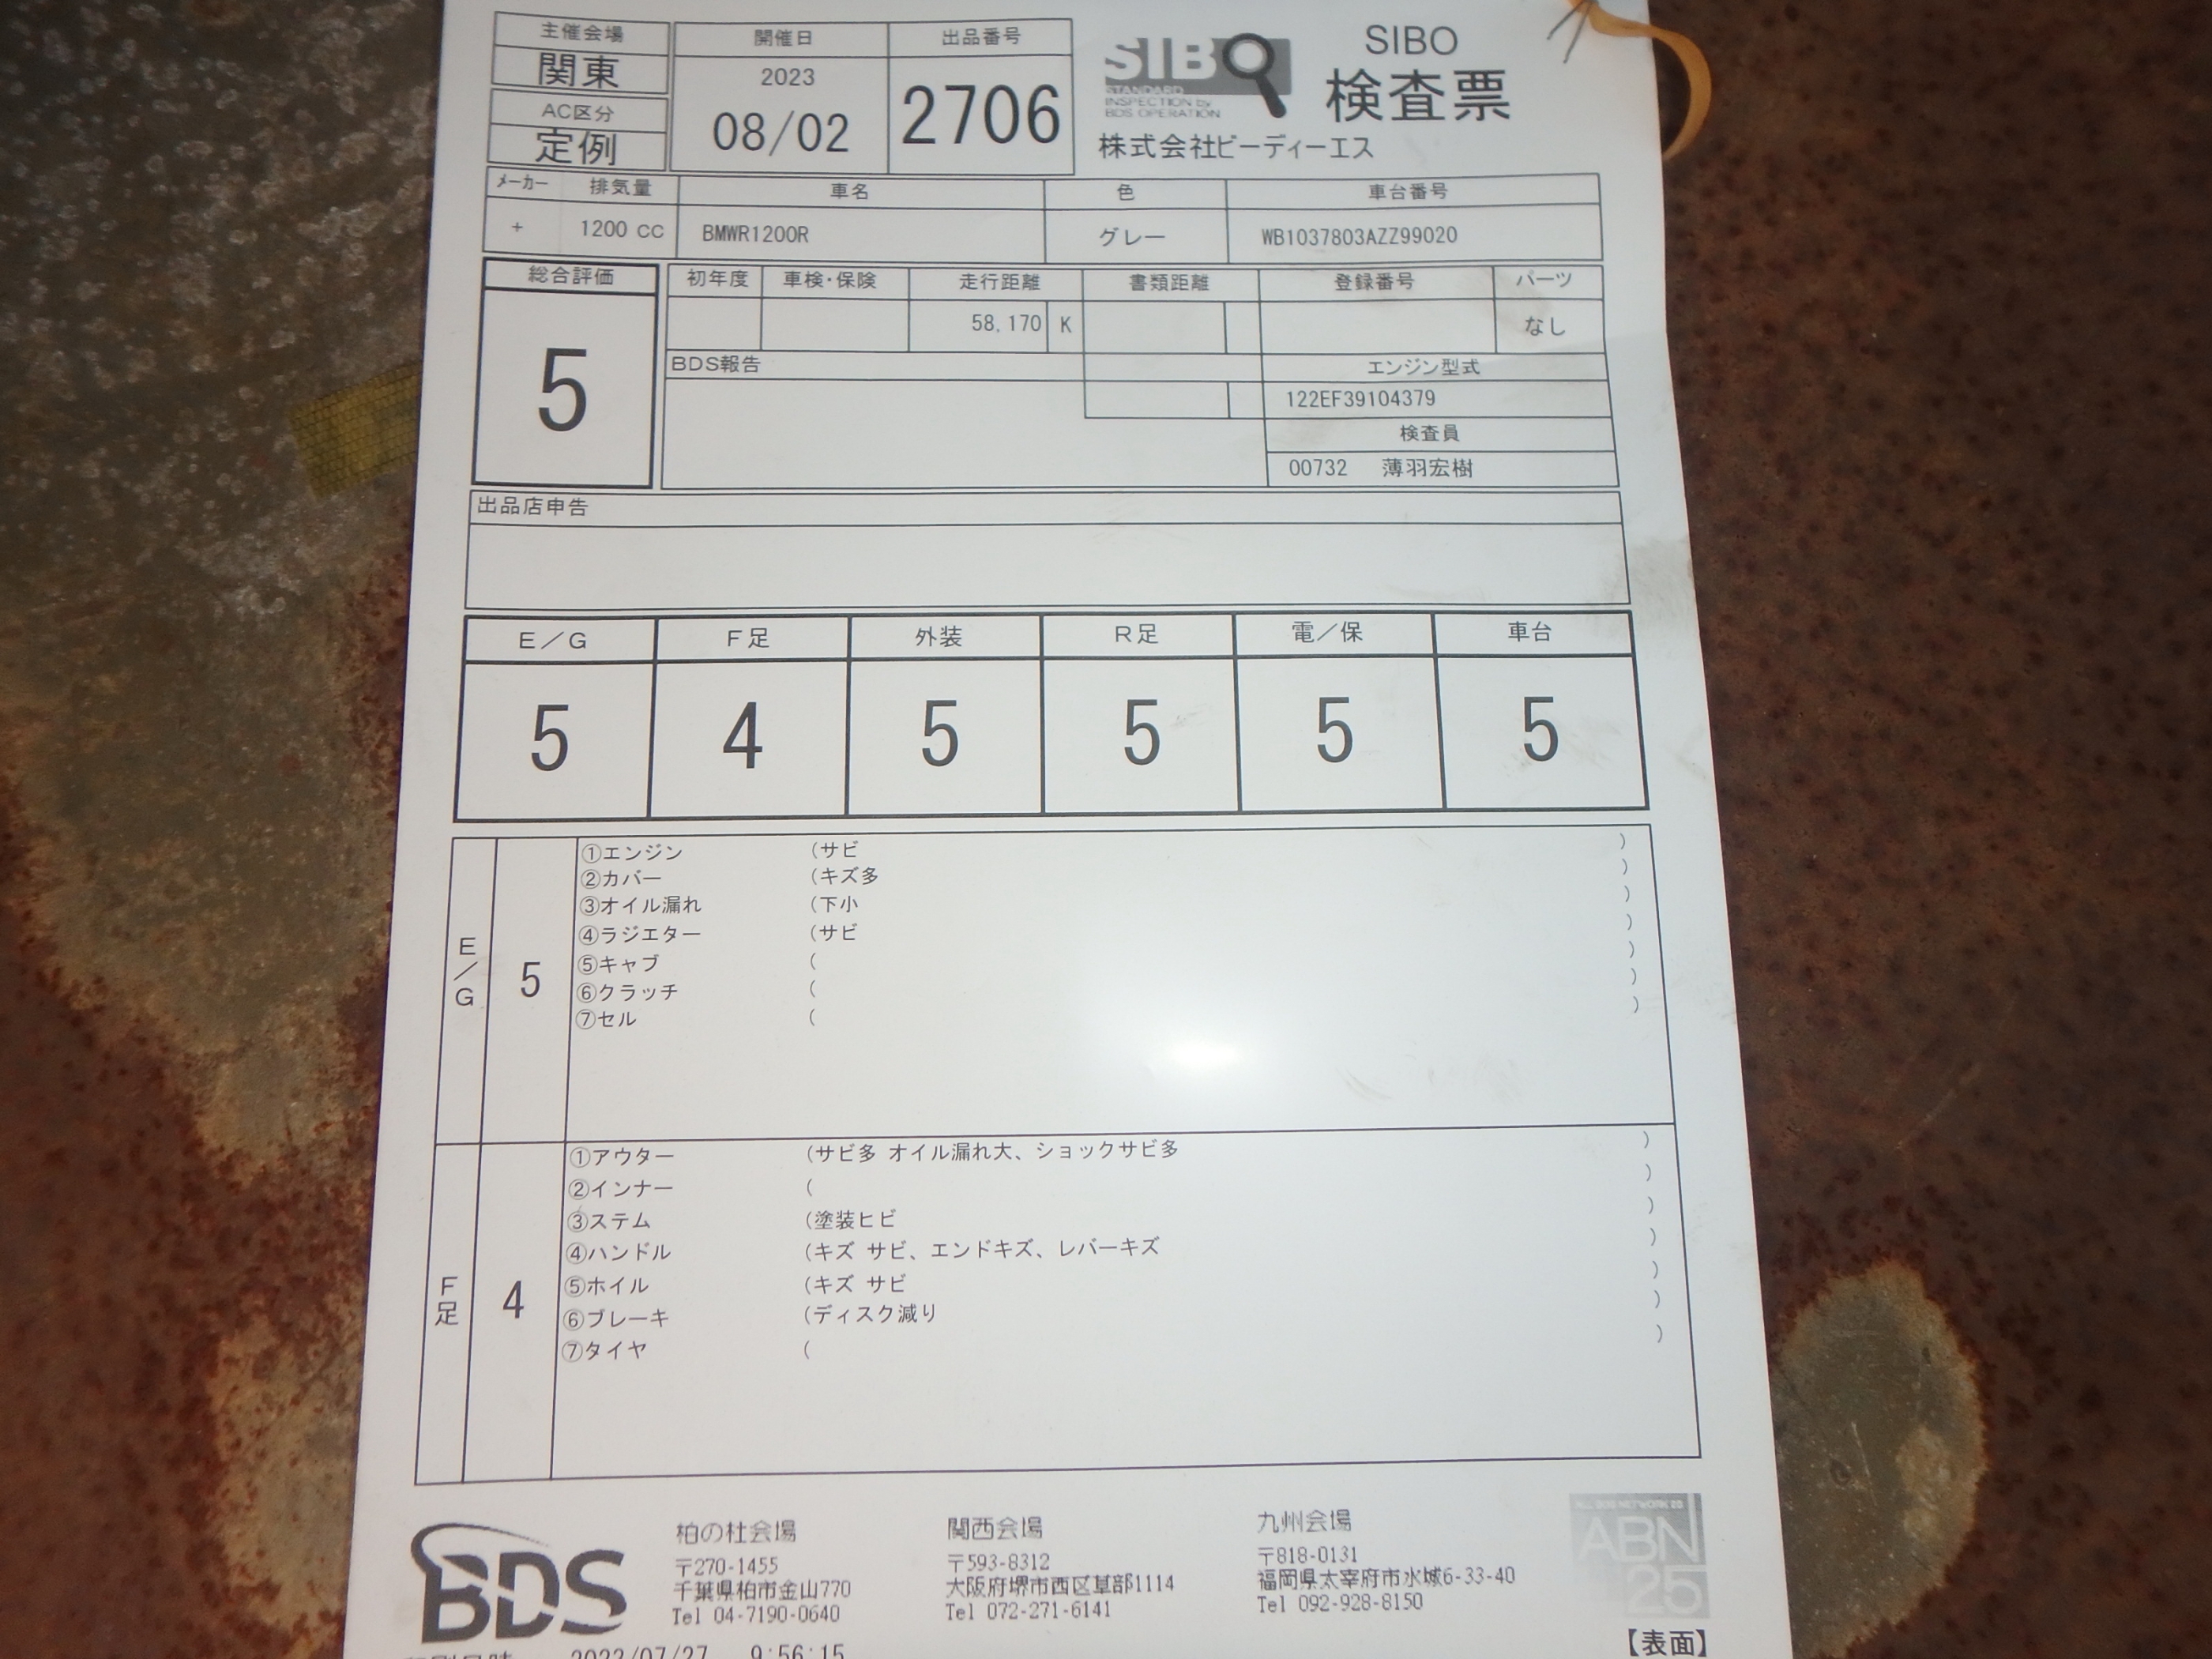 主催会場
関東
AC区分
定例
開催日
2023
08/02
出品番号
2706
SIBO
STANDARD
INSPECTION by
BDS OPERATION
SIBO
検査票
株式会社ビーディーエス
メーカー 排気量 車名 色 車台番号
+ 1200 CC BMWR1200R グレー WB1037803AZZ99020
総合評価 初年度 車検・保険 走行距離 書類距離 登録番号 パーツ
5 58,170 K なし
BDS報告 エンジン型式
122EF39104379
検査員
00732 薄羽宏樹
出品店申告
E/G F足 外装 R足 電/保 車台
5 4 5 5 5 5
E/G 5
①エンジン (サビ )
②カバー (キズ多 )
③オイル漏れ (下小 )
④ラジエター (サビ )
⑤キャブ ( )
⑥クラッチ ( )
⑦セル ( )
F足 4
①アウター (サビ多 オイル漏れ大、ショックサビ多 )
②インナー ( )
③ステム (塗装ヒビ )
④ハンドル (キズ サビ、エンドキズ、レバーキズ )
⑤ホイル (キズ サビ )
⑥ブレーキ (ディスク減り )
⑦タイヤ ( )
BDS
柏の杜会場
〒270-1455
千葉県柏市金山770
Tel 04-7190-0640
関西会場
〒593-8312
大阪府堺市西区草部1114
Tel 072-271-6141
九州会場
〒818-0131
福岡県太宰府市水城6-33-40
Tel 092-928-8150
ABN
25
【表面】
2023/07/27 9:56:15